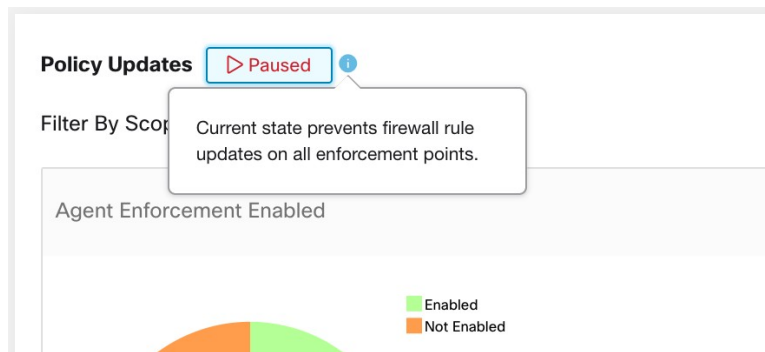 Policy Updates Paused i
Filter By Scop
Current state prevents firewall rule
updates on all enforcement points.
Agent Enforcement Enabled
Enabled
Not Enabled